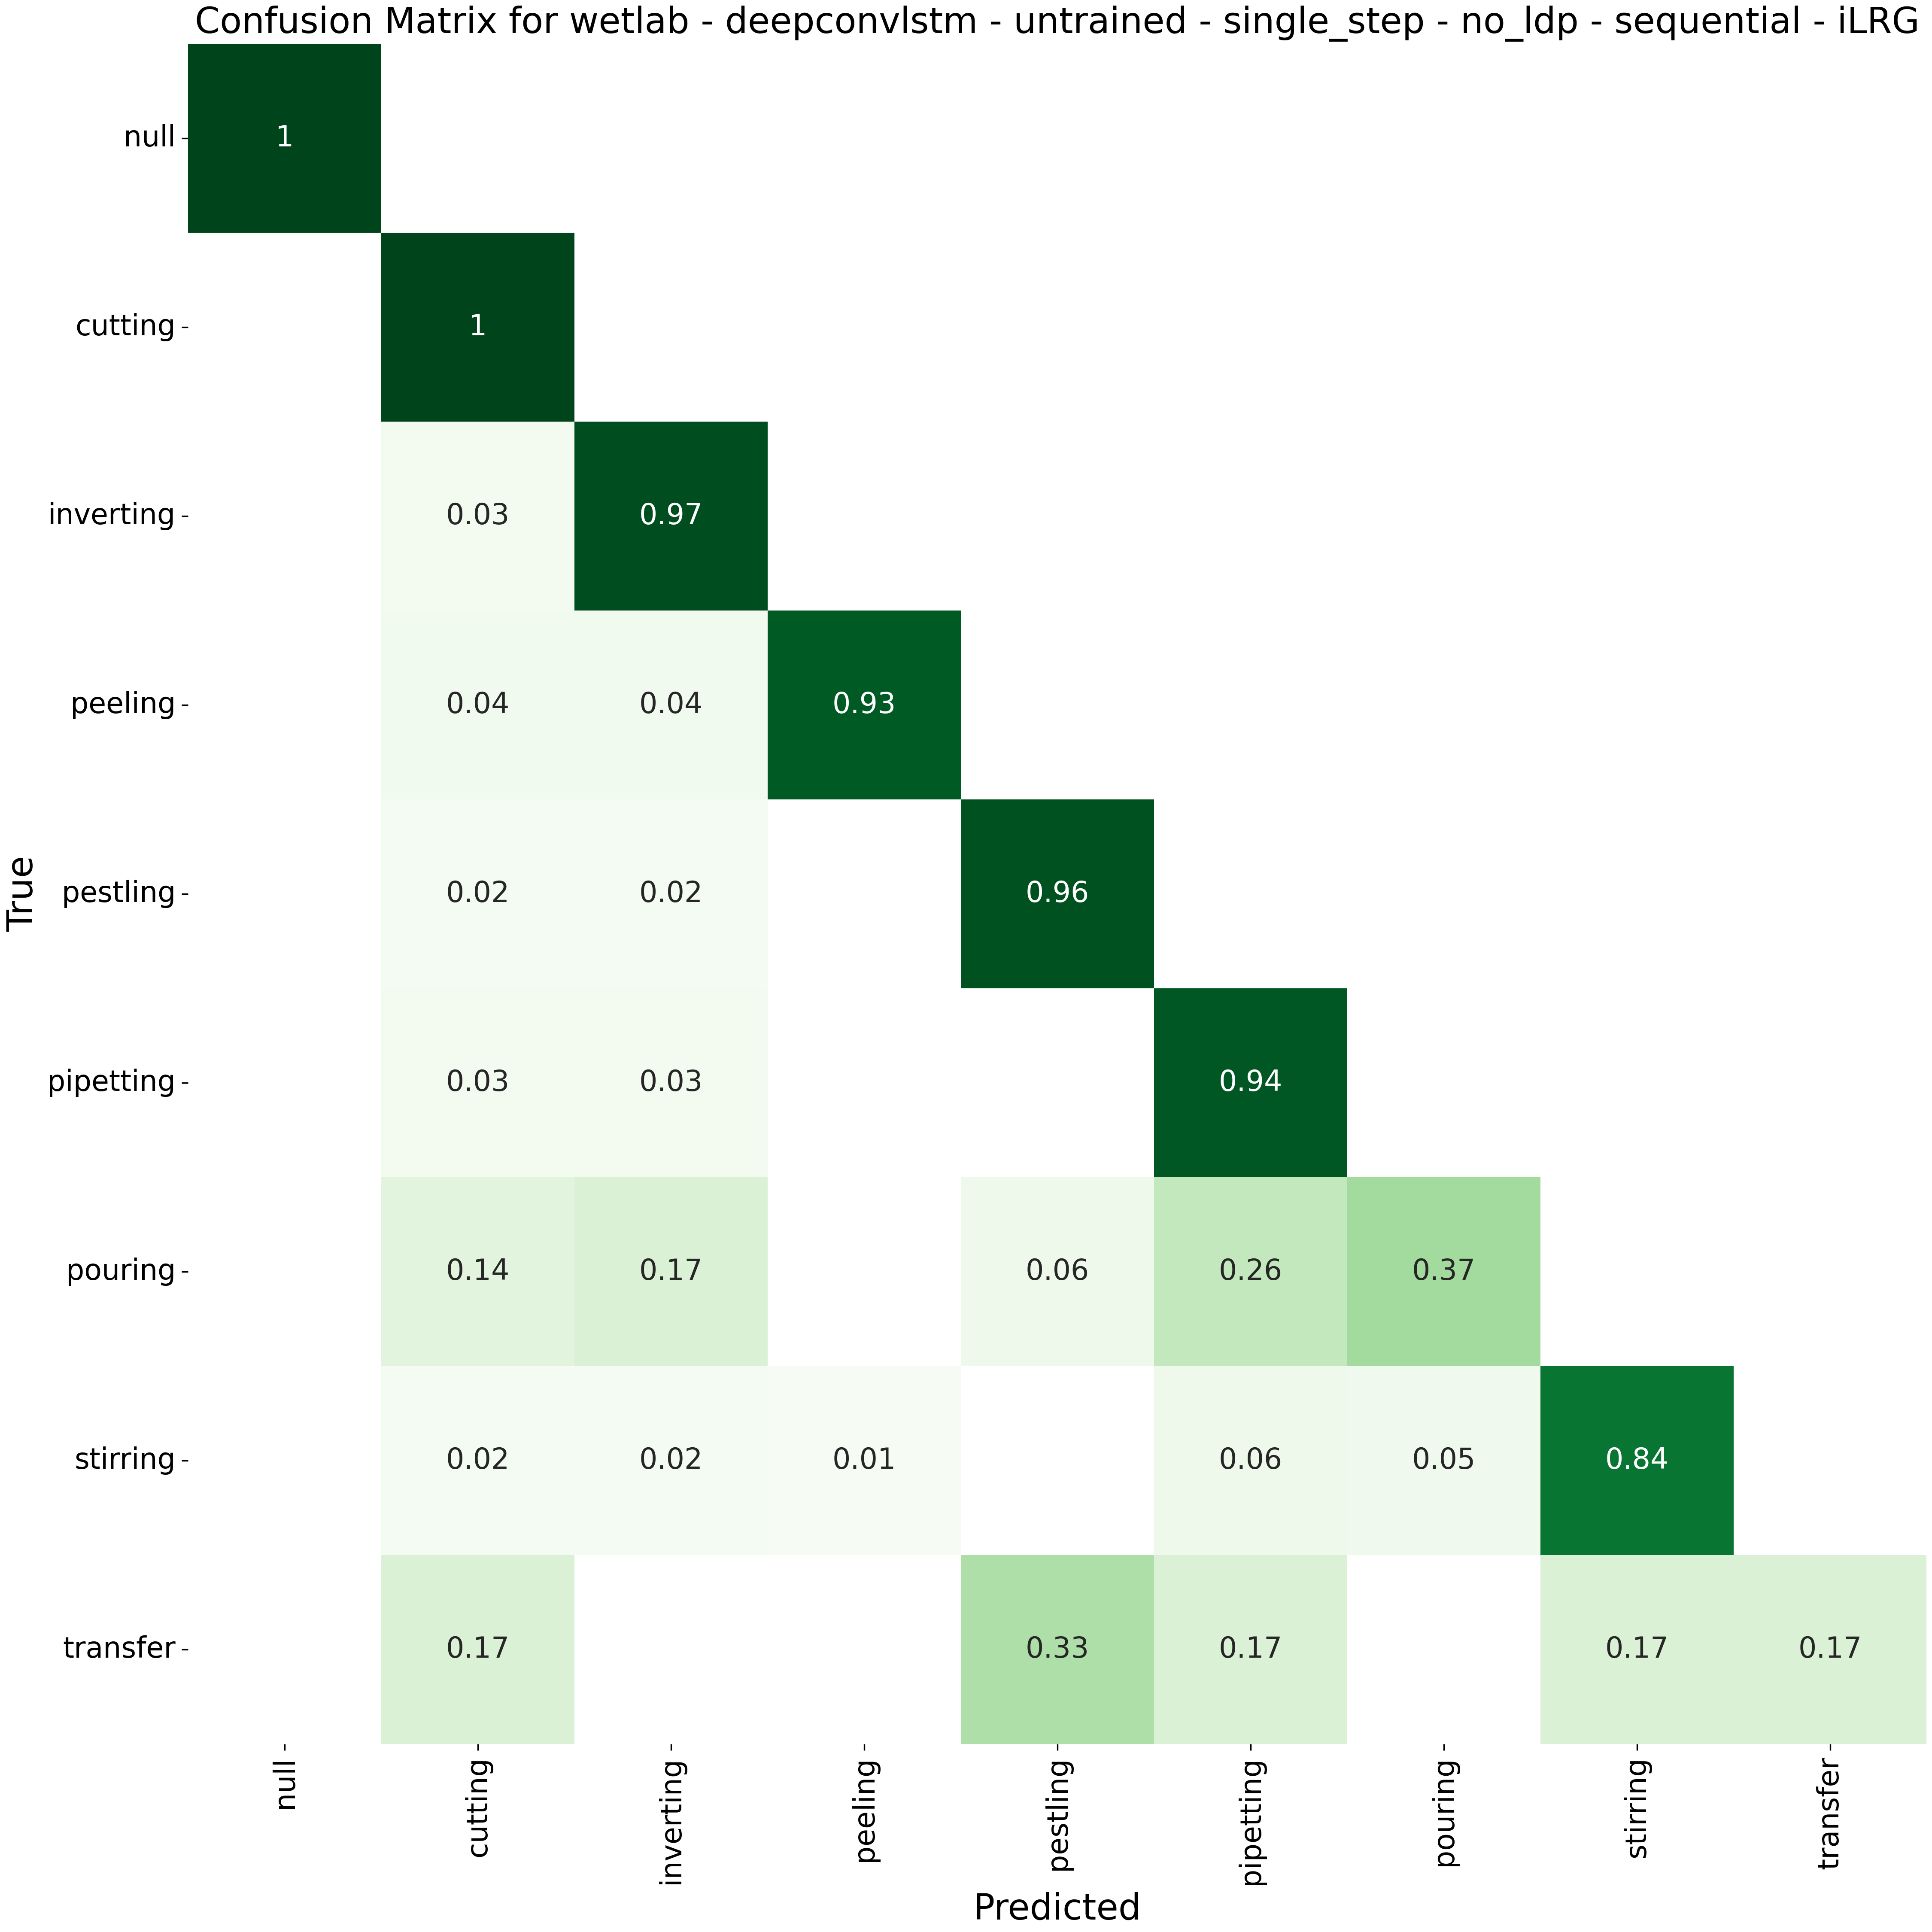 Confusion Matrix for wetlab - deepconvlstm - untrained - single_step - no_ldp - sequential - iLRG
null 1
cutting 1
inverting 0.03 0.97
peeling 0.04 0.04 0.93
pestling 0.02 0.02 0.96
pipetting 0.03 0.03 0.94
pouring 0.14 0.17 0.06 0.26 0.37
stirring 0.02 0.02 0.01 0.06 0.05 0.84
transfer 0.17 0.33 0.17 0.17 0.17
True
null cutting inverting peeling pestling pipetting pouring stirring transfer
Predicted